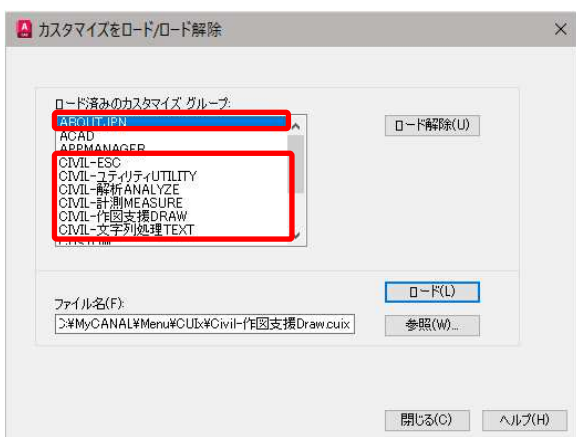 カスタマイズをロード/ロード解除
ロード済みのカスタマイズ グループ:
ABOUTJPN
ACAD
APPMANAGER
CIVIL-ESC
CIVIL-ユティリティUTILITY
CIVIL-解析ANALYZE
CIVIL-計測MEASURE
CIVIL-作図支援DRAW
CIVIL-文字列処理TEXT
CUSTOM
ロード解除(U)
ロード(L)
ファイル名(F):
C:¥MyCANAL¥Menu¥CUIx¥Civil-作図支援Draw.cuix
参照(W)...
閉じる(C)
ヘルプ(H)